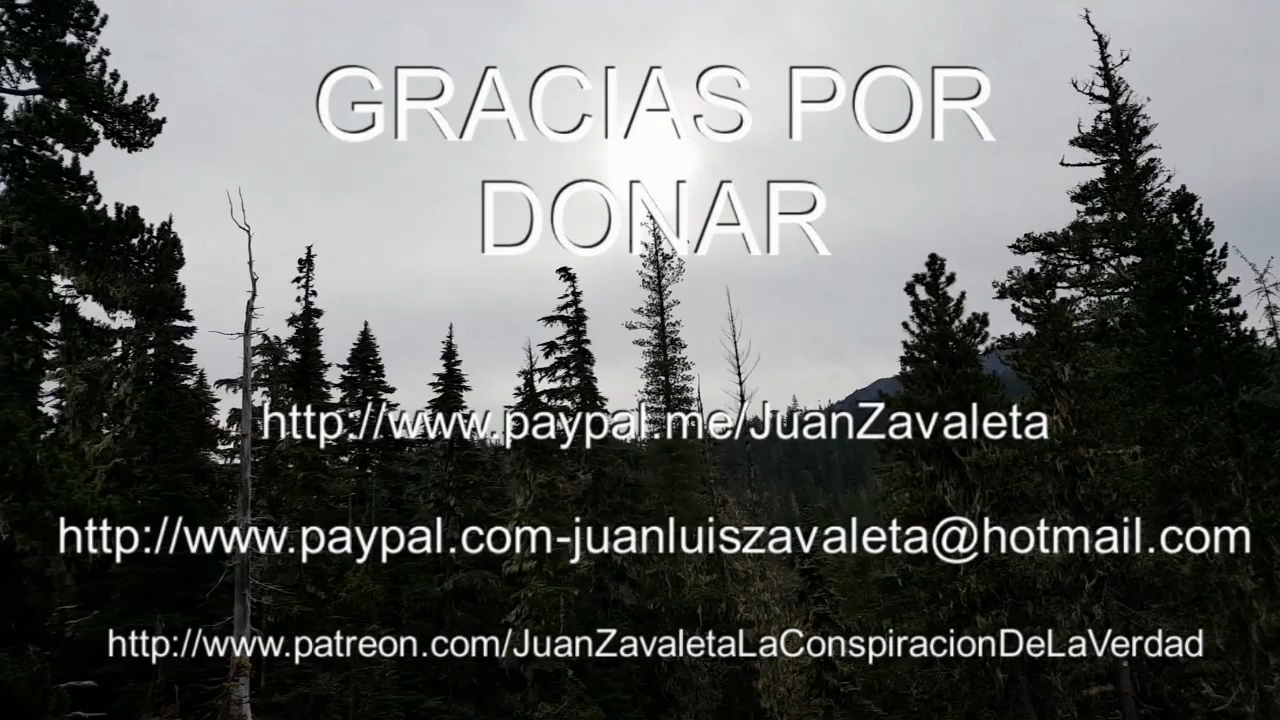 GRACIAS POR
DONAR
http://www.paypal.me/JuanZavaleta
http://www.paypal.com-juanluiszavaleta@hotmail.com
http://www.patreon.com/JuanZavaletaLaConspiracionDeLaVerdad